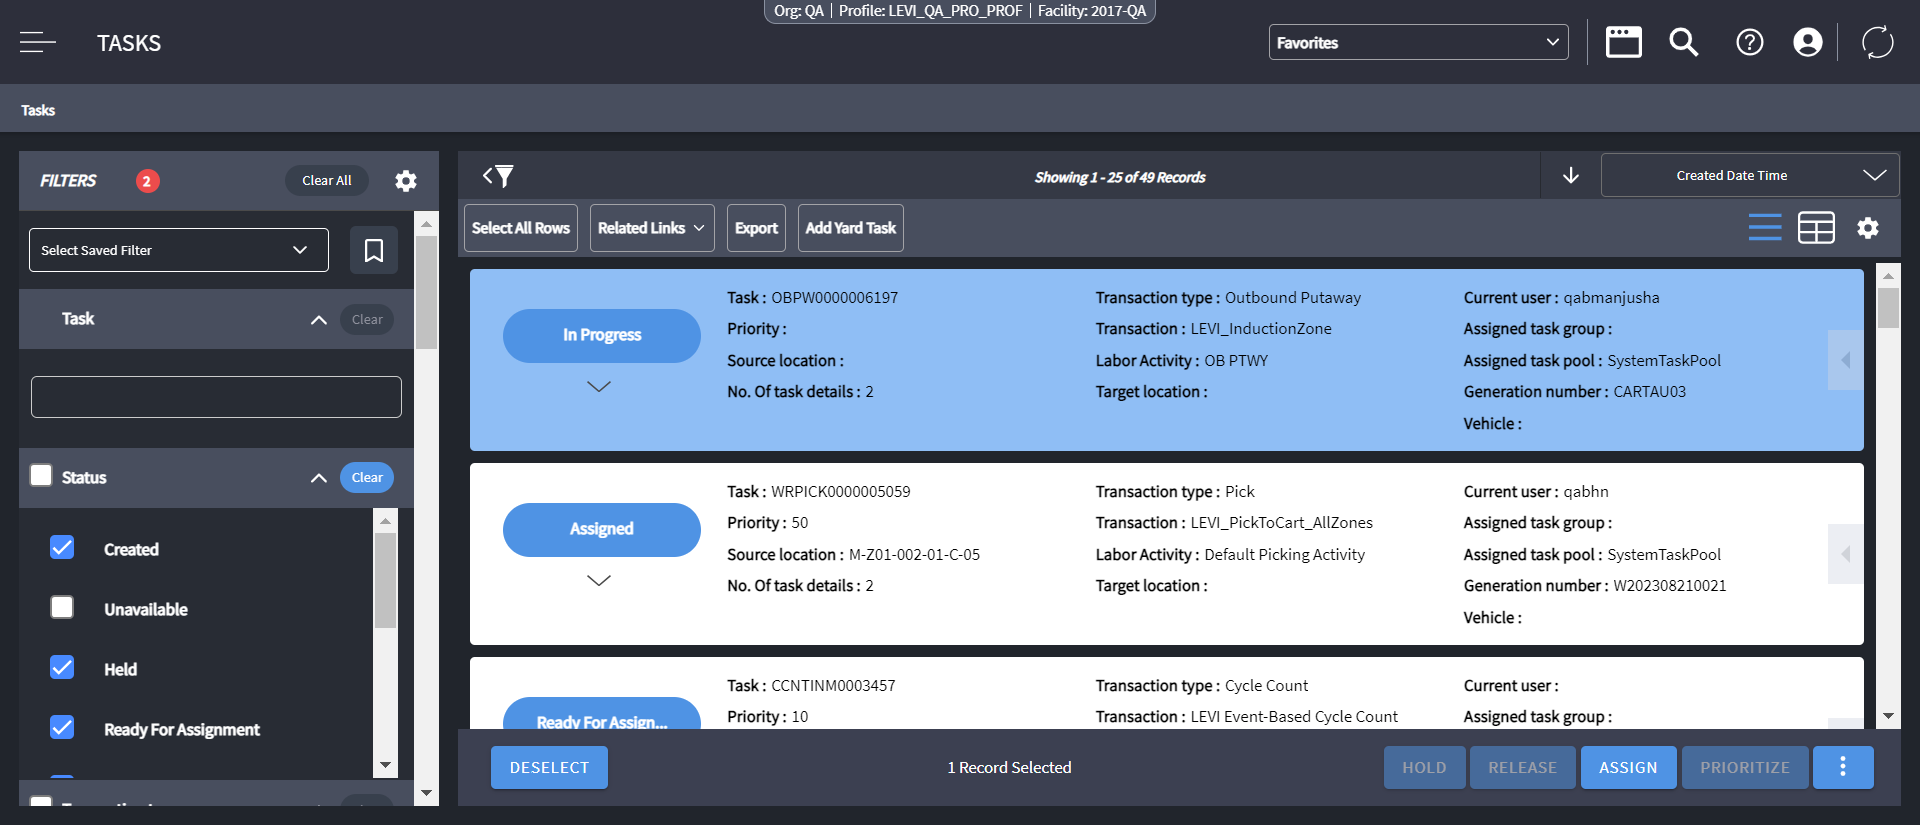 Org: QA | Profile: LEVI_QA_PRO_PROF | Facility: 2017-QA
TASKS
Favorites
Tasks
FILTERS 2 Clear All
Select Saved Filter
Task Clear
Status Clear
Created
Unavailable
Held
Ready For Assignment
Showing 1 - 25 of 49 Records
Created Date Time
Select All Rows Related Links Export Add Yard Task
In Progress
Task : OBPW0000006197
Priority :
Source location :
No. Of task details : 2
Transaction type : Outbound Putaway
Transaction : LEVI_InductionZone
Labor Activity : OB PTWY
Target location :
Current user : qabmanjusha
Assigned task group :
Assigned task pool : SystemTaskPool
Generation number : CARTAU03
Vehicle :
Assigned
Task : WRPICK0000005059
Priority : 50
Source location : M-Z01-002-01-C-05
No. Of task details : 2
Transaction type : Pick
Transaction : LEVI_PickToCart_AllZones
Labor Activity : Default Picking Activity
Target location :
Current user : qabhn
Assigned task group :
Assigned task pool : SystemTaskPool
Generation number : W202308210021
Vehicle :
Ready For Assign...
Task : CCNTINM0003457
Priority : 10
Transaction type : Cycle Count
Transaction : LEVI Event-Based Cycle Count
Current user :
Assigned task group :
DESELECT
1 Record Selected
HOLD RELEASE ASSIGN PRIORITIZE